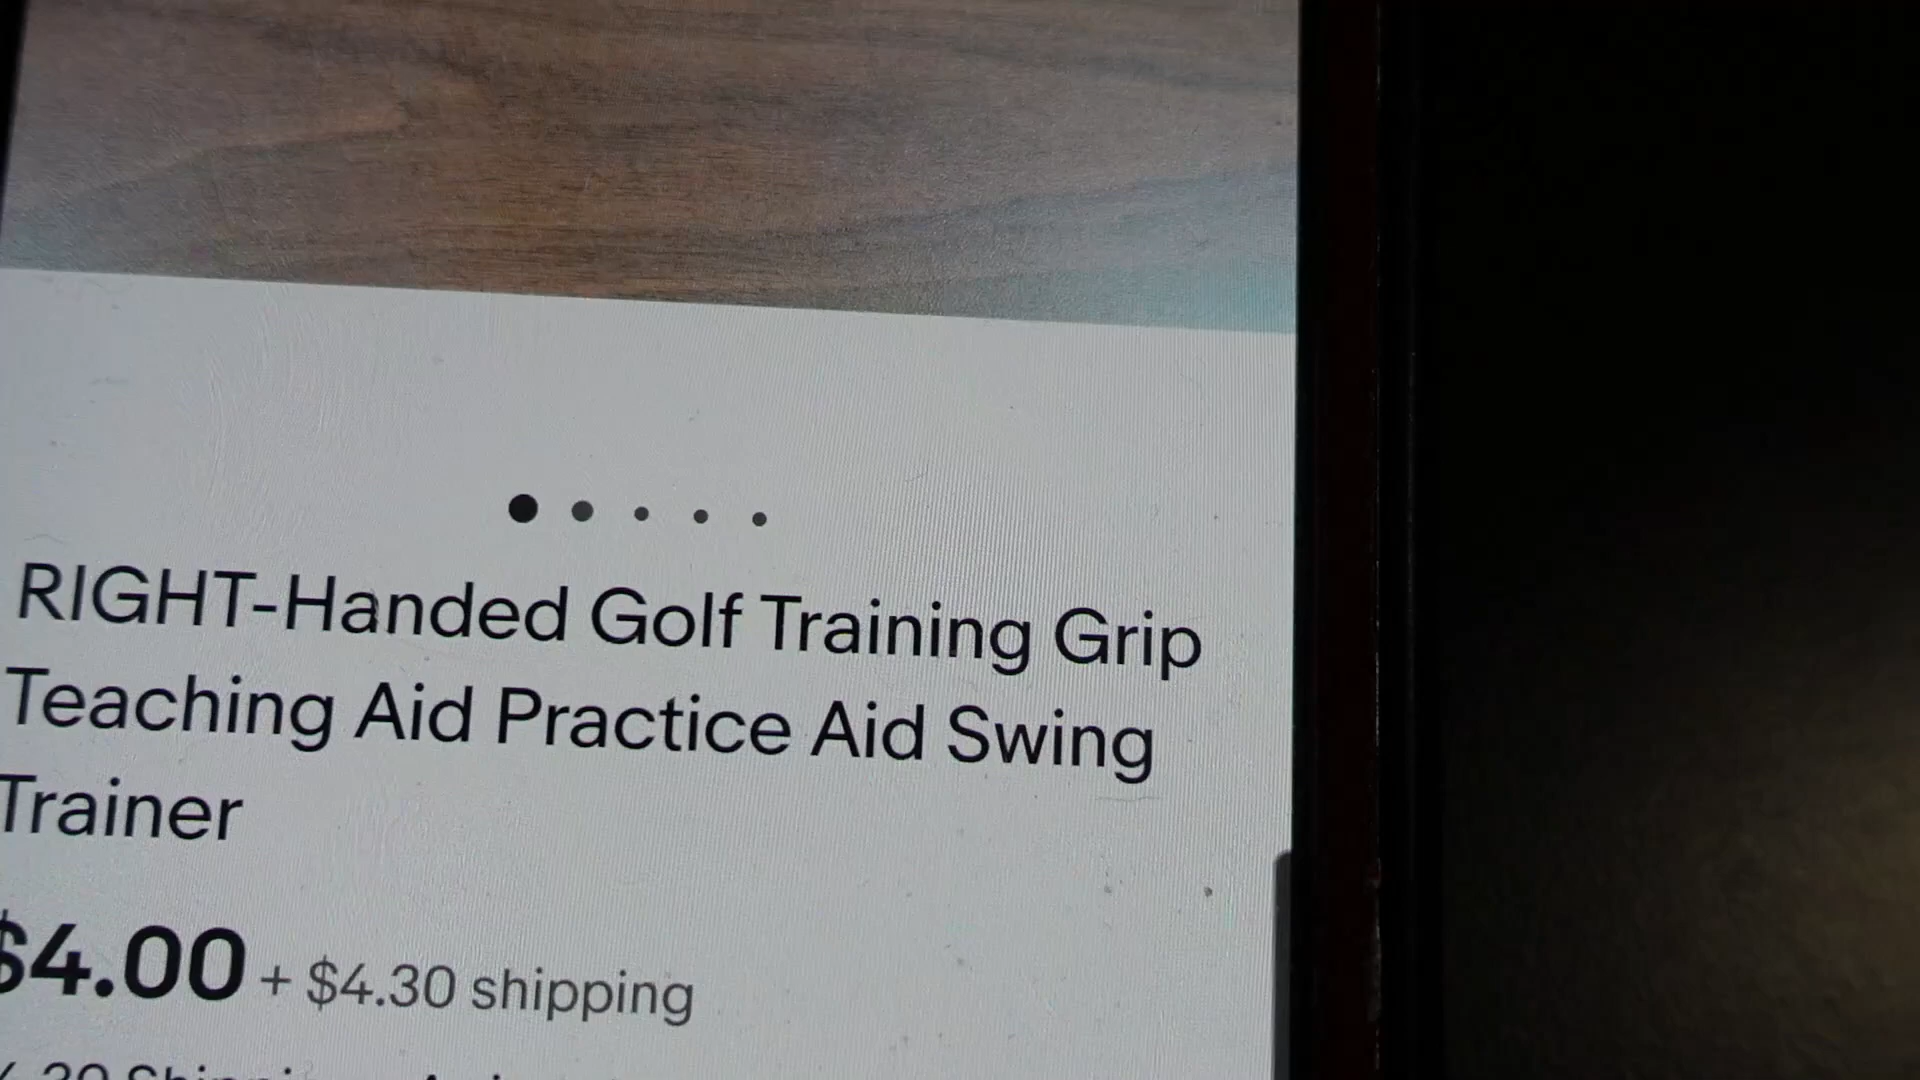 RIGHT-Handed Golf Training Grip
Teaching Aid Practice Aid Swing
Trainer
$4.00 + $4.30 shipping